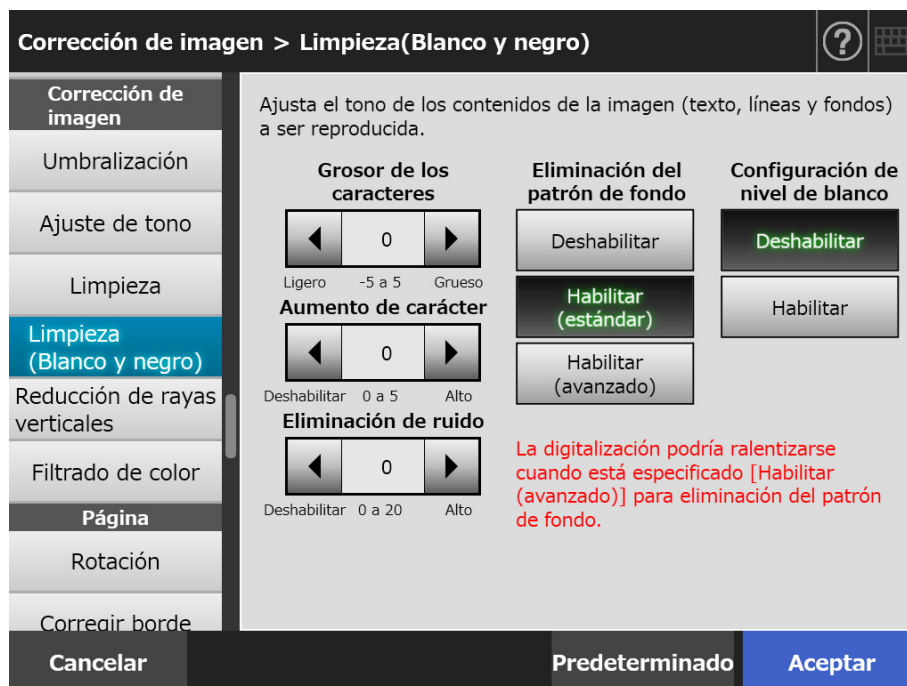 Corrección de imagen > Limpieza(Blanco y negro)
?
Corrección de
imagen
Umbralización
Ajuste de tono
Limpieza
Limpieza
(Blanco y negro)
Reducción de rayas
verticales
Filtrado de color
Página
Rotación
Corregir borde
Ajusta el tono de los contenidos de la imagen (texto, líneas y fondos)
a ser reproducida.
Grosor de los
caracteres
0
Ligero -5 a 5 Grueso
Aumento de carácter
0
Deshabilitar 0 a 5 Alto
Eliminación de ruido
0
Deshabilitar 0 a 20 Alto
Eliminación del
patrón de fondo
Deshabilitar
Habilitar
(estándar)
Habilitar
(avanzado)
Configuración de
nivel de blanco
Deshabilitar
Habilitar
La digitalización podría ralentizarse
cuando está especificado [Habilitar
(avanzado)] para eliminación del patrón
de fondo.
Cancelar
Predeterminado
Aceptar